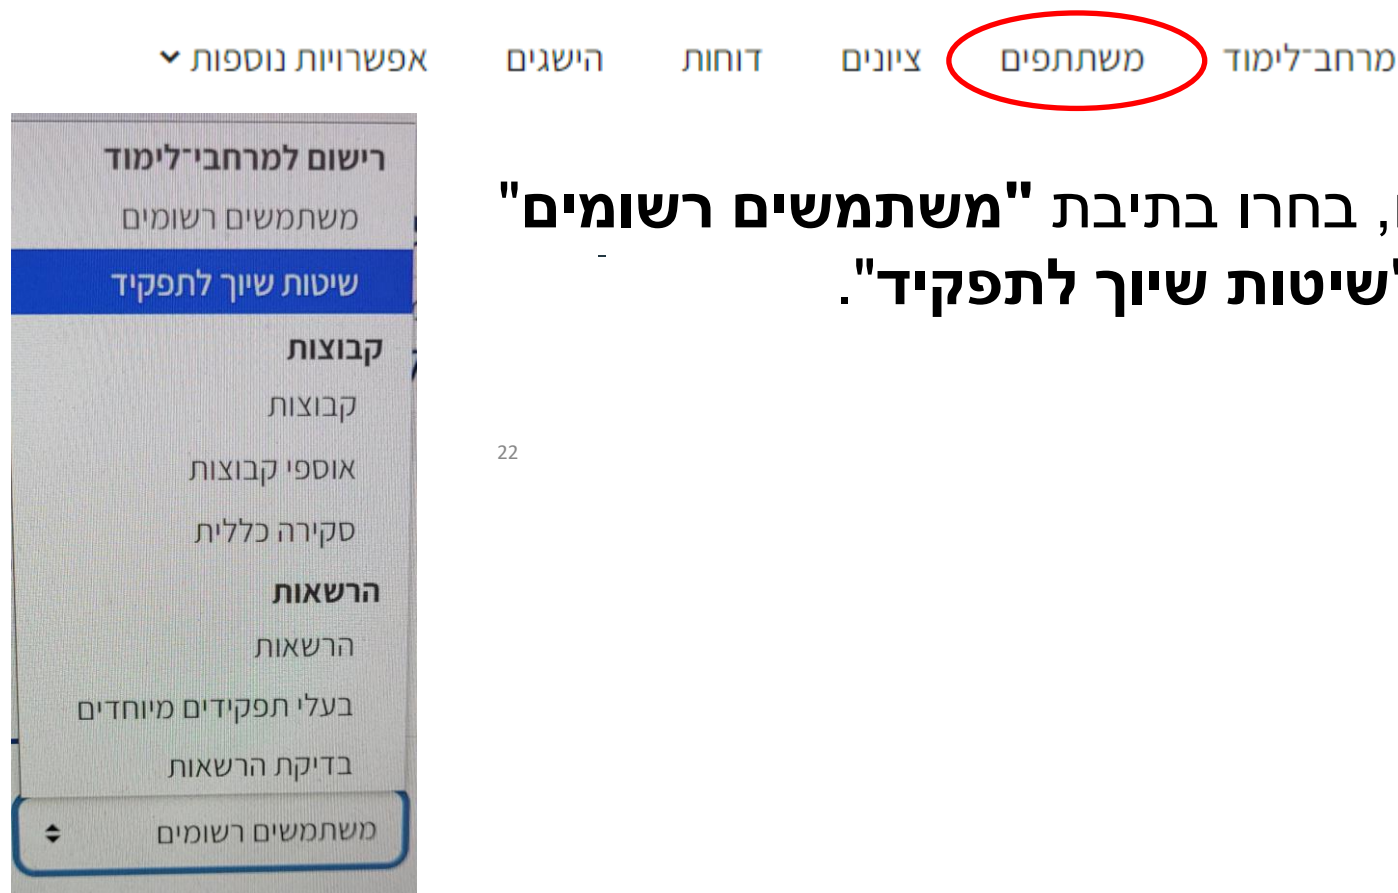 מרחב־לימוד משתתפים ציונים דוחות הישגים אפשרויות נוספות
, בחרו בתיבת "משתמשים רשומים"
"שיטות שיוך לתפקיד".
רישום למרחבי־לימוד
משתמשים רשומים
שיטות שיוך לתפקיד
קבוצות
קבוצות
אוספי קבוצות
סקירה כללית
הרשאות
הרשאות
בעלי תפקידים מיוחדים
בדיקת הרשאות
משתמשים רשומים
22